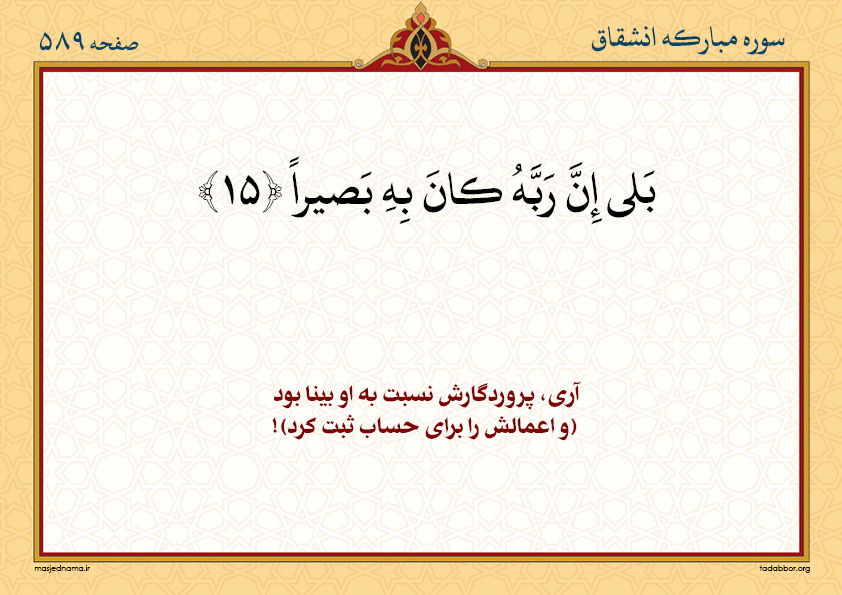 سوره مبارکه انشقاق
صفحه ۵۸۹
بَلى إِنَّ رَبَّهُ كانَ بِهِ بَصيراً ﴿۱۵﴾
آری، پروردگارش نسبت به او بینا بود
(و اعمالش را برای حساب ثبت کرد)!
masjednama.ir
tadabbor.org